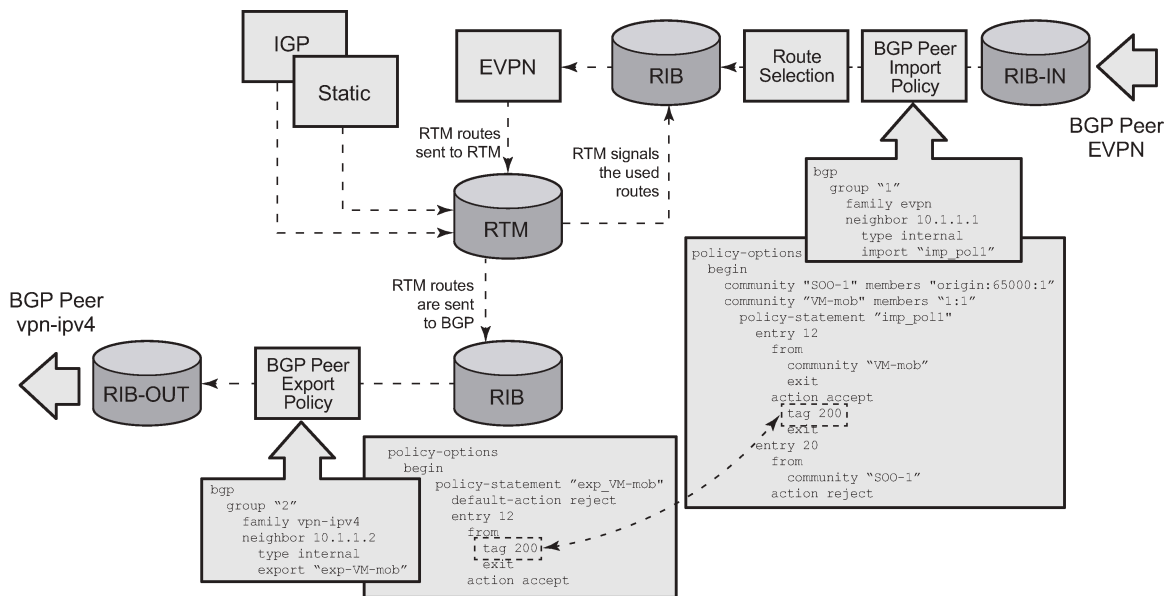 IGP
Static
EVPN
RIB
Route
Selection
BGP Peer
Import
Policy
RIB-IN
BGP Peer
EVPN
RTM routes
sent to RTM
RTM signals
the used
routes
RTM
RTM routes
are sent
to BGP
BGP Peer
vpn-ipv4
RIB-OUT
BGP Peer
Export
Policy
RIB
bgp
group “1”
family evpn
neighbor 10.1.1.1
type internal
import “imp_pol1”
policy-options
begin
community "SOO-1" members "origin:65000:1”
community ”VM-mob” members “1:1”
policy-statement ”imp_pol1"
entry 12
from
community “VM-mob”
exit
action accept
tag 200
exit
entry 20
from
community “SOO-1”
action reject
policy-options
begin
policy-statement ”exp_VM-mob"
default-action reject
entry 12
from
tag 200
exit
action accept
bgp
group “2”
family vpn-ipv4
neighbor 10.1.1.2
type internal
export “exp-VM-mob”